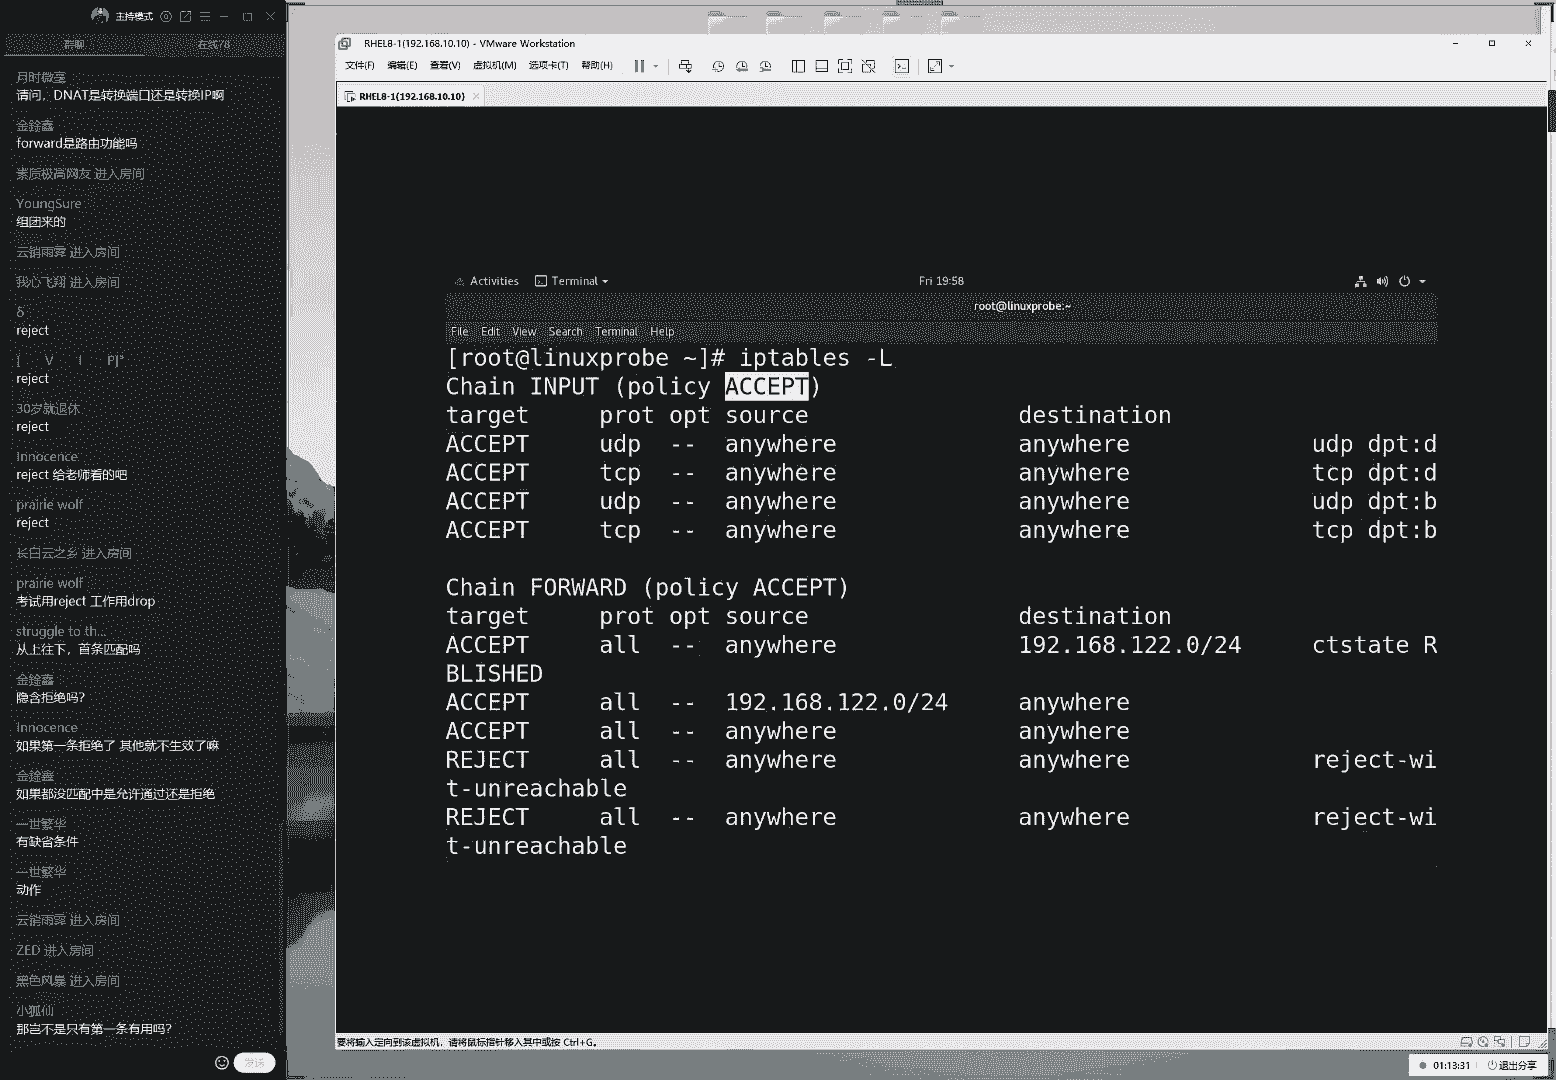 主持模式
群聊
在线78
月时微毫
请问，DNAT是转换端口还是转换IP啊
金銓鑫
forward是路由功能吗
素质极高网友 进入房间
YoungSure
组团来的
云销雨霁 进入房间
我心飞翔 进入房间
δ
reject
[ V I P]°
reject
30岁就退休
reject
Innocence
reject 给老师看的吧
prairie wolf
reject
长白云之乡 进入房间
prairie wolf
考试用reject 工作用drop
struggle to th...
从上往下，首条匹配吗
金銓鑫
隐含拒绝吗？
Innocence
如果第一条拒绝了 其他就不生效了嘛
金銓鑫
如果都没匹配中是允许通过还是拒绝
一世繁华
有缺省条件
一世繁华
动作
云销雨霁 进入房间
ZED 进入房间
黑色风暴 进入房间
小狐仙
那岂不是只有第一条有用吗？
发送
RHEL8-1(192.168.10.10) - VMware Workstation
文件(F) 编辑(E) 查看(V) 虚拟机(M) 选项卡(T) 帮助(H)
RHEL8-1(192.168.10.10)
Activities Terminal Fri 19:58
root@linuxprobe:~
File Edit View Search Terminal Help
[root@linuxprobe ~]# iptables -L
Chain INPUT (policy ACCEPT)
target prot opt source destination
ACCEPT udp -- anywhere anywhere udp dpt:d
ACCEPT tcp -- anywhere anywhere tcp dpt:d
ACCEPT udp -- anywhere anywhere udp dpt:b
ACCEPT tcp -- anywhere anywhere tcp dpt:b
Chain FORWARD (policy ACCEPT)
target prot opt source destination
ACCEPT all -- anywhere 192.168.122.0/24 ctstate R
BLISHED
ACCEPT all -- 192.168.122.0/24 anywhere
ACCEPT all -- anywhere anywhere
REJECT all -- anywhere anywhere reject-wi
t-unreachable
REJECT all -- anywhere anywhere reject-wi
t-unreachable
要将输入定向到该虚拟机，请将鼠标指针移入其中或按 Ctrl+G。
01:13:31 退出分享